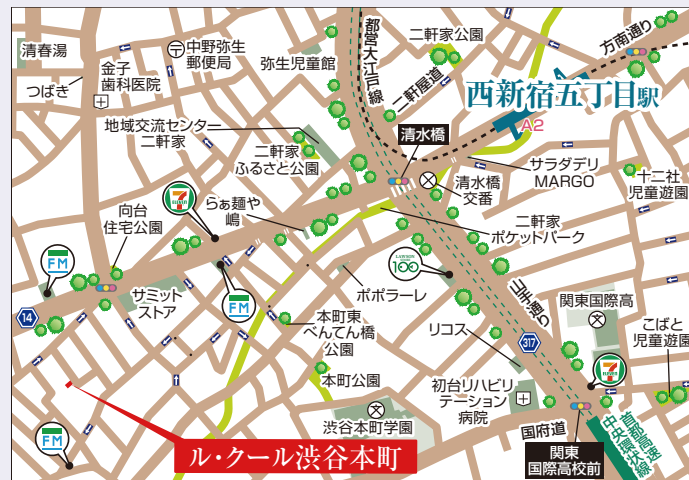 清春湯
つばき
金子
歯科医院
中野弥生
郵便局
弥生児童館
都営大江戸線
二軒家公園
二軒屋道
方南通り
西新宿五丁目駅
A2
地域交流センター
二軒家
二軒家
ふるさと公園
清水橋
清水橋
交番
サラダデリ
MARGO
十二社
児童遊園
向台
住宅公園
7
ELEVEN
らぁ麺や
嶋
二軒家
ポケットパーク
FM
14
サミット
ストア
FM
ポポラーレ
LAWSON
STORE
100
山手通り
関東国際高
本町東
べんてん橋
公園
リコス
317
こばと
児童遊園
本町公園
初台リハビリ
テーション
病院
7
ELEVEN
FM
渋谷本町学園
国府道
ル・クール渋谷本町
関東
国際高校前
首都高速
中央環状線